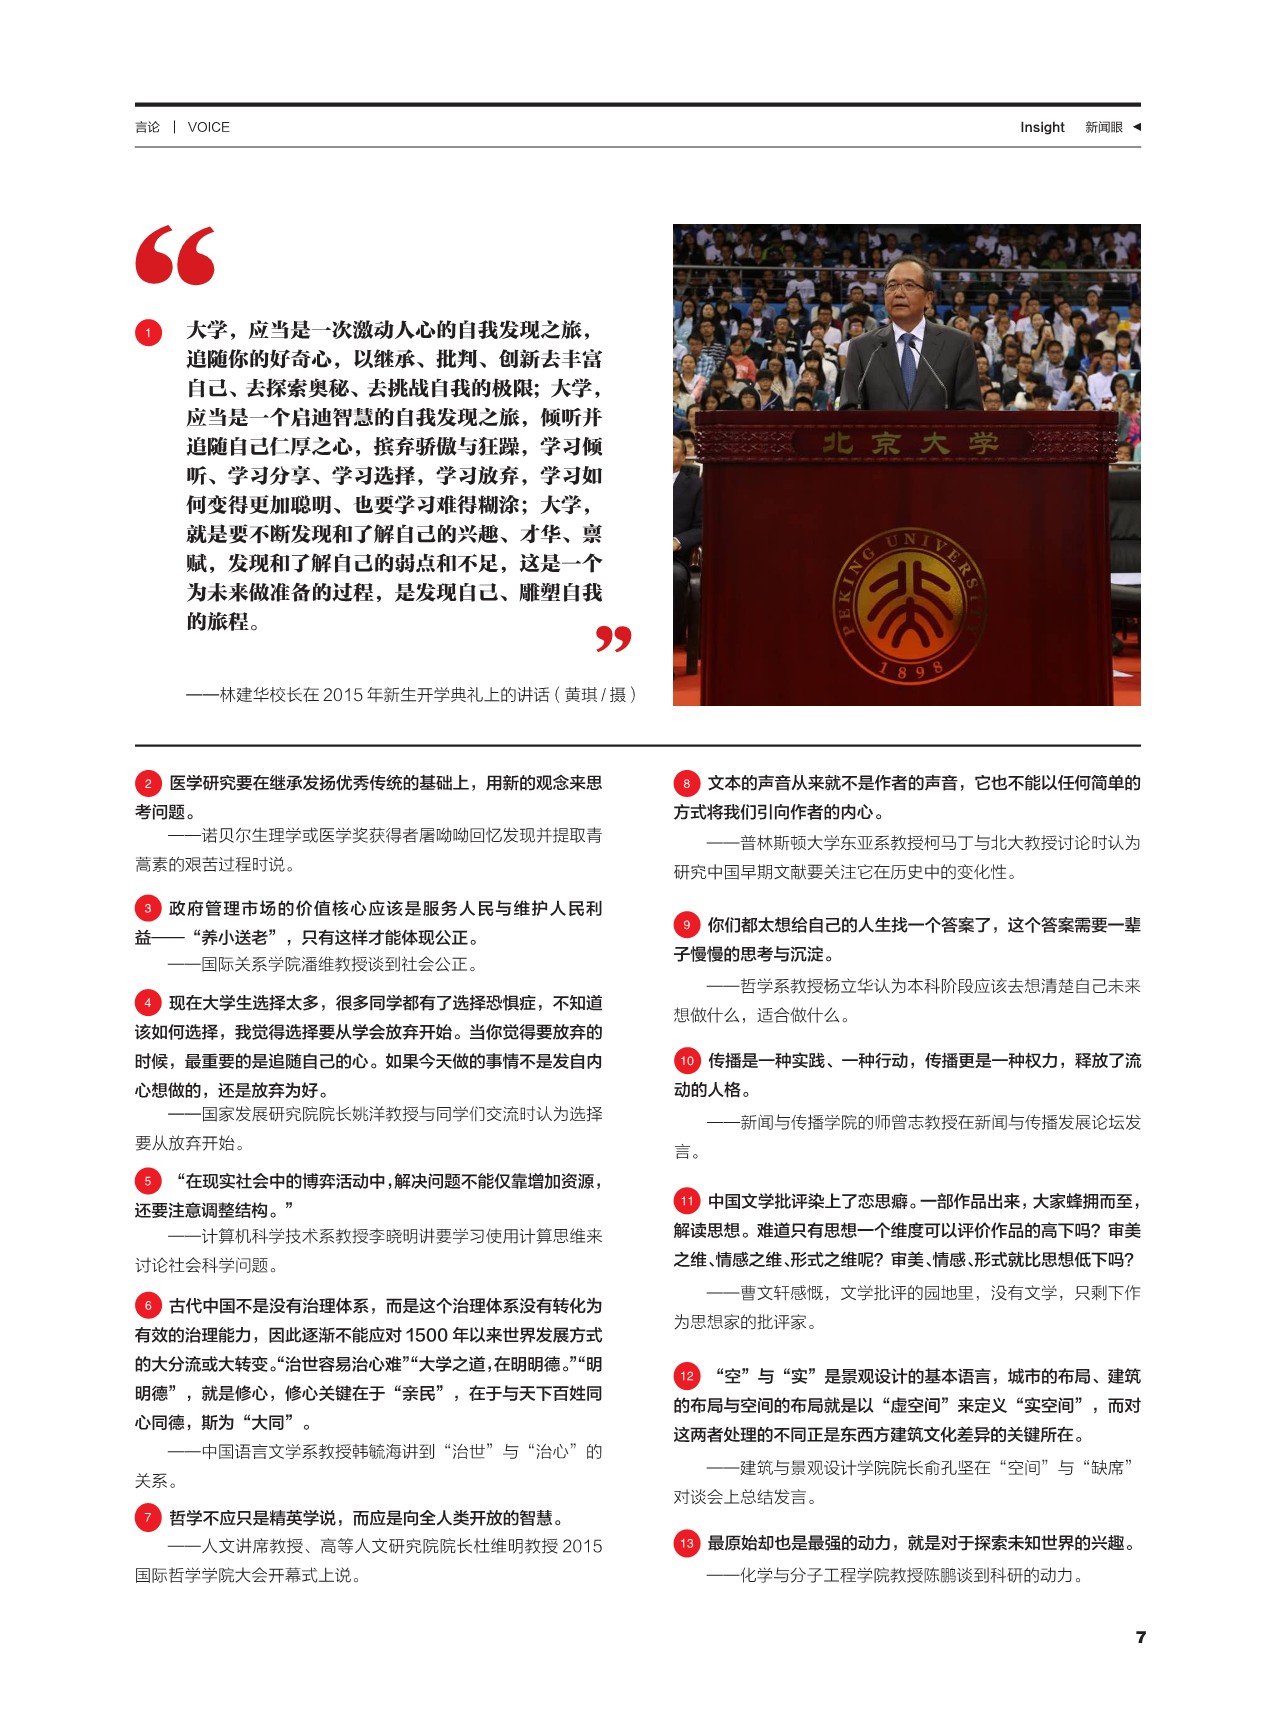 言论 | VOICE
Insight 新闻眼
“
1 大学，应当是一次激动人心的自我发现之旅，
追随你的好奇心，以继承、批判、创新去丰富
自己、去探索奥秘、去挑战自我的极限；大学，
应当是一个启迪智慧的自我发现之旅，倾听并
追随自己仁厚之心，摈弃骄傲与狂躁，学习倾
听、学习分享、学习选择，学习放弃，学习如
何变得更加聪明、也要学习难得糊涂；大学，
就是要不断发现和了解自己的兴趣、才华、禀
赋，发现和了解自己的弱点和不足，这是一个
为未来做准备的过程，是发现自己、雕塑自我
的旅程。
”
——林建华校长在 2015 年新生开学典礼上的讲话（黄琪 / 摄）
北京大学
PEKING UNIVERSITY
1898
2 医学研究要在继承发扬优秀传统的基础上，用新的观念来思
考问题。
——诺贝尔生理学或医学奖获得者屠呦呦回忆发现并提取青
蒿素的艰苦过程时说。
3 政府管理市场的价值核心应该是服务人民与维护人民利
益——“养小送老”，只有这样才能体现公正。
——国际关系学院潘维教授谈到社会公正。
4 现在大学生选择太多，很多同学都有了选择恐惧症，不知道
该如何选择，我觉得选择要从学会放弃开始。当你觉得要放弃的
时候，最重要的是追随自己的心。如果今天做的事情不是发自内
心想做的，还是放弃为好。
——国家发展研究院院长姚洋教授与同学们交流时认为选择
要从放弃开始。
5 “在现实社会中的博弈活动中，解决问题不能仅靠增加资源，
还要注意调整结构。”
——计算机科学技术系教授李晓明讲要学习使用计算思维来
讨论社会科学问题。
6 古代中国不是没有治理体系，而是这个治理体系没有转化为
有效的治理能力，因此逐渐不能应对 1500 年以来世界发展方式
的大分流或大转变。“治世容易治心难”“大学之道，在明明德。”“明
明德”，就是修心，修心关键在于“亲民”，在于与天下百姓同
心同德，斯为“大同”。
——中国语言文学系教授韩毓海讲到“治世”与“治心”的
关系。
7 哲学不应只是精英学说，而应是向全人类开放的智慧。
——人文讲席教授、高等人文研究院院长杜维明教授 2015
国际哲学学院大会开幕式上说。
8 文本的声音从来就不是作者的声音，它也不能以任何简单的
方式将我们引向作者的内心。
——普林斯顿大学东亚系教授柯马丁与北大教授讨论时认为
研究中国早期文献要关注它在历史中的变化性。
9 你们都太想给自己的人生找一个答案了，这个答案需要一辈
子慢慢的思考与沉淀。
——哲学系教授杨立华认为本科阶段应该去想清楚自己未来
想做什么，适合做什么。
10 传播是一种实践、一种行动，传播更是一种权力，释放了流
动的人格。
——新闻与传播学院的师曾志教授在新闻与传播发展论坛发
言。
11 中国文学批评染上了恋思癖。一部作品出来，大家蜂拥而至，
解读思想。难道只有思想一个维度可以评价作品的高下吗？审美
之维、情感之维、形式之维呢？审美、情感、形式就比思想低下吗？
——曹文轩感慨，文学批评的园地里，没有文学，只剩下作
为思想家的批评家。
12 “空”与“实”是景观设计的基本语言，城市的布局、建筑
的布局与空间的布局就是以“虚空间”来定义“实空间”，而对
这两者处理的不同正是东西方建筑文化差异的关键所在。
——建筑与景观设计学院院长俞孔坚在“空间”与“缺席”
对谈会上总结发言。
13 最原始却也是最强的动力，就是对于探索未知世界的兴趣。
——化学与分子工程学院教授陈鹏谈到科研的动力。
7